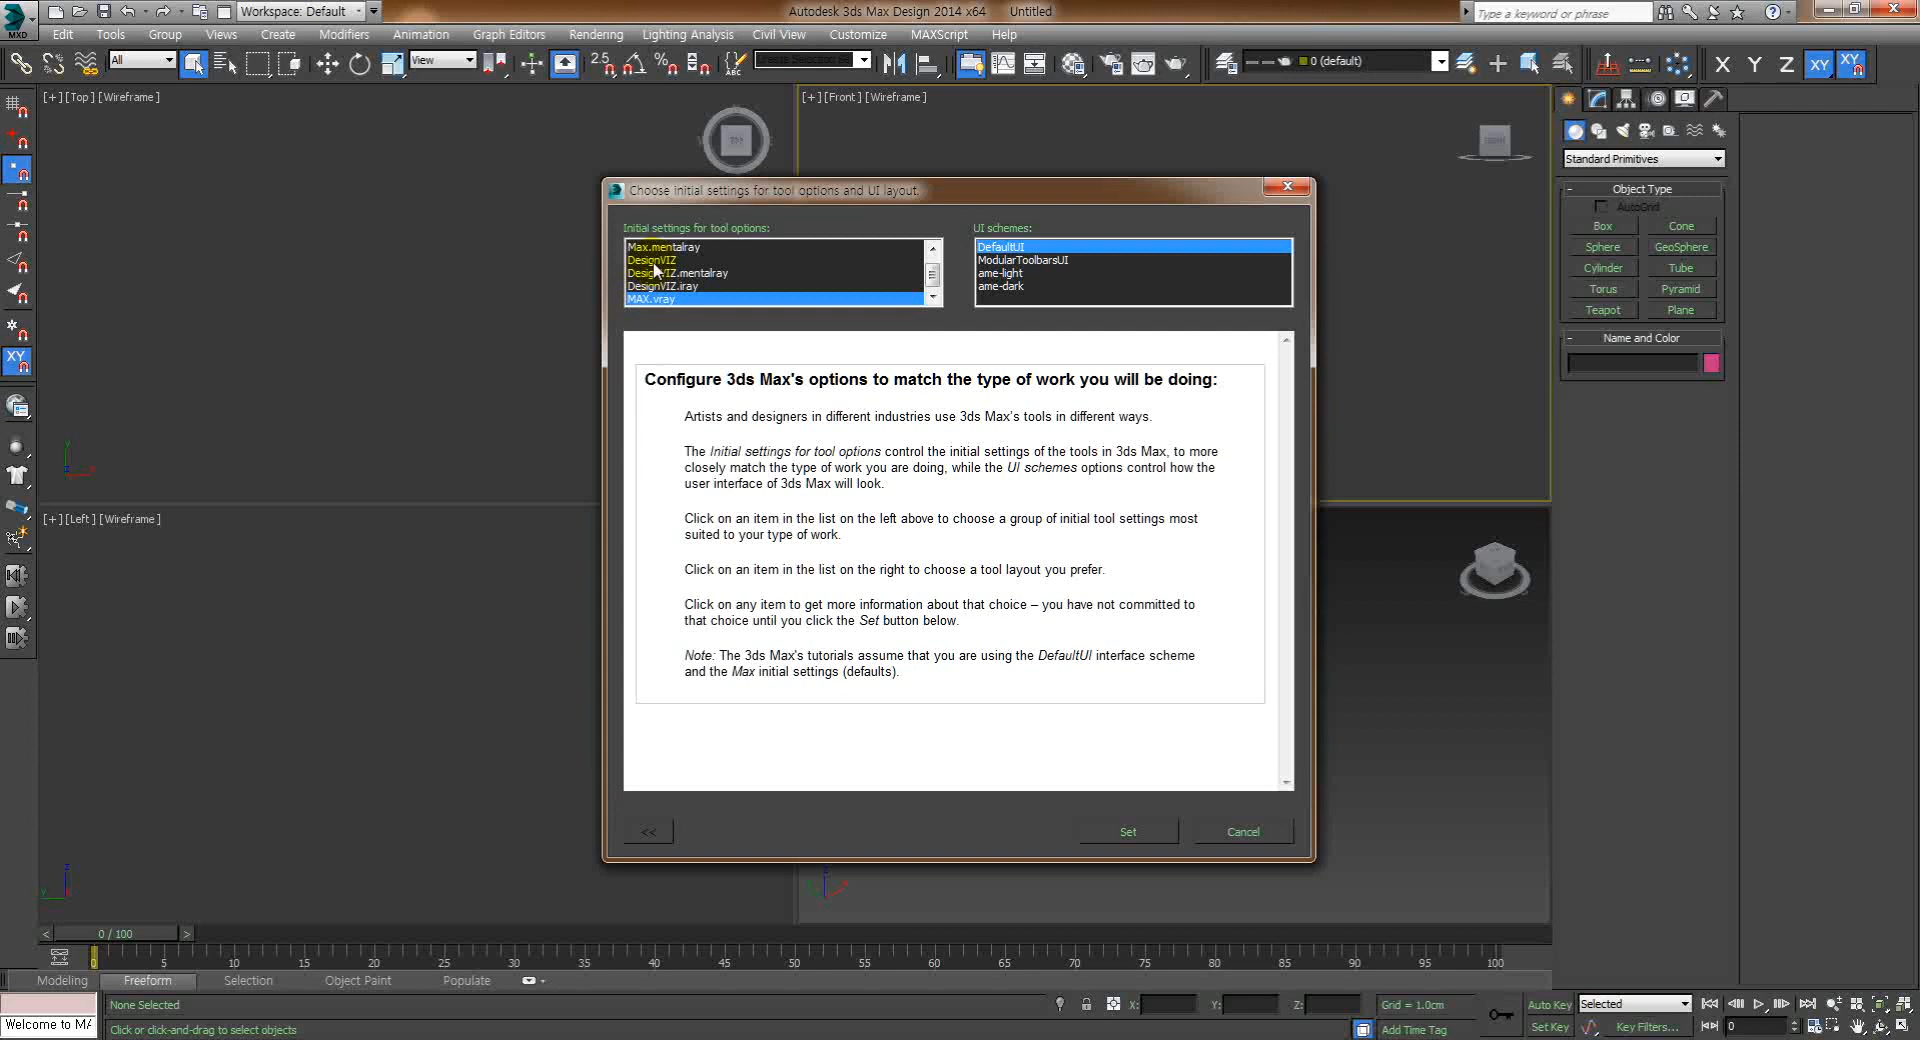 Workspace: Default
Autodesk 3ds Max Design 2014 x64 Untitled
Type a keyword or phrase
MXD
Edit Tools Group Views Create Modifiers Animation Graph Editors Rendering Lighting Analysis Civil View Customize MAXScript Help
All
View
2.5
ABC
0 (default)
X Y Z XY XY
[+][Top][Wireframe]
[+][Front][Wireframe]
Standard Primitives
Choose initial settings for tool options and UI layout.
- Object Type
AutoGrid
Box Cone
Sphere GeoSphere
Cylinder Tube
Torus Pyramid
Teapot Plane
- Name and Color
XY
Initial settings for tool options:
Max.mentalray
DesignVIZ
DesignVIZ.mentalray
DesignVIZ.iray
MAX.vray
UI schemes:
DefaultUI
ModularToolbarsUI
ame-light
ame-dark
Configure 3ds Max's options to match the type of work you will be doing:
Artists and designers in different industries use 3ds Max's tools in different ways.
The Initial settings for tool options control the initial settings of the tools in 3ds Max, to more
closely match the type of work you are doing, while the UI schemes options control how the
user interface of 3ds Max will look.
Click on an item in the list on the left above to choose a group of initial tool settings most
suited to your type of work.
Click on an item in the list on the right to choose a tool layout you prefer.
Click on any item to get more information about that choice – you have not committed to
that choice until you click the Set button below.
Note: The 3ds Max's tutorials assume that you are using the DefaultUI interface scheme
and the Max initial settings (defaults).
<< Set Cancel
[+][Left][Wireframe]
< 0 / 100 >
0 5 10 15 20 25 30 35 40 45 50 55 60 65 70 75 80 85 90 95 100
Modeling Freeform Selection Object Paint Populate
None Selected
X: Y: Z: Grid = 1.0cm
Auto Key Selected
Welcome to MA
Click or click-and-drag to select objects
Add Time Tag
Set Key Key Filters... 0